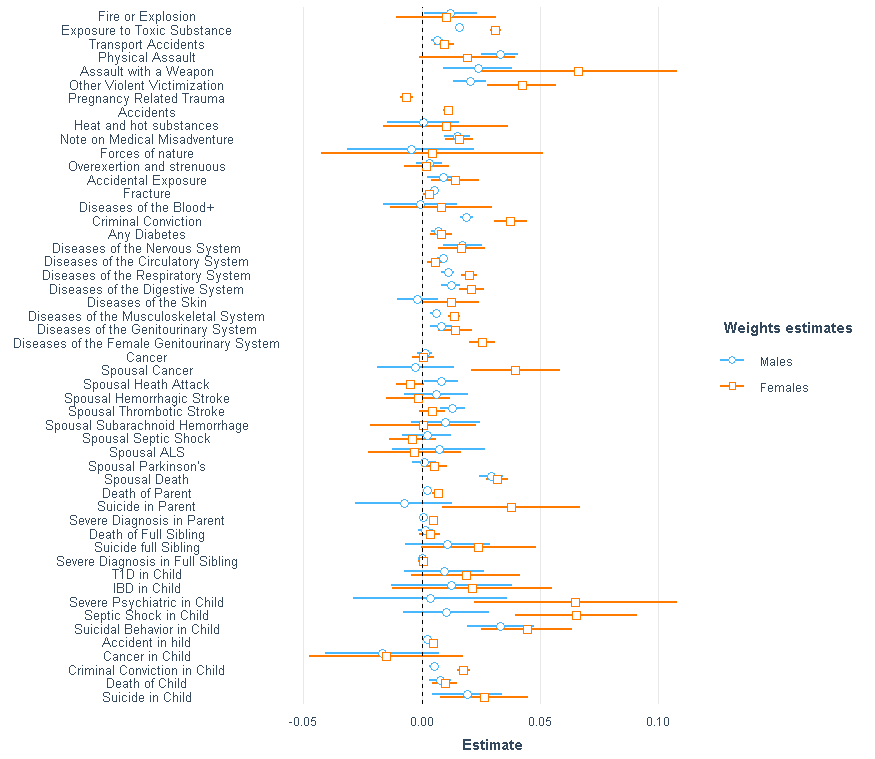 Fire or Explosion
Exposure to Toxic Substance
Transport Accidents
Physical Assault
Assault with a Weapon
Other Violent Victimization
Pregnancy Related Trauma
Accidents
Heat and hot substances
Note on Medical Misadventure
Forces of nature
Overexertion and strenuous
Accidental Exposure
Fracture
Diseases of the Blood+
Criminal Conviction
Any Diabetes
Diseases of the Nervous System
Diseases of the Circulatory System
Diseases of the Respiratory System
Diseases of the Digestive System
Diseases of the Skin
Diseases of the Musculoskeletal System
Diseases of the Genitourinary System
Diseases of the Female Genitourinary System
Cancer
Spousal Cancer
Spousal Heath Attack
Spousal Hemorrhagic Stroke
Spousal Thrombotic Stroke
Spousal Subarachnoid Hemorrhage
Spousal Septic Shock
Spousal ALS
Spousal Parkinson's
Spousal Death
Death of Parent
Suicide in Parent
Severe Diagnosis in Parent
Death of Full Sibling
Suicide full Sibling
Severe Diagnosis in Full Sibling
T1D in Child
IBD in Child
Severe Psychiatric in Child
Septic Shock in Child
Suicidal Behavior in Child
Accident in hild
Cancer in Child
Criminal Conviction in Child
Death of Child
Suicide in Child
-0.05 0.00 0.05 0.10
Estimate
Weights estimates
Males
Females